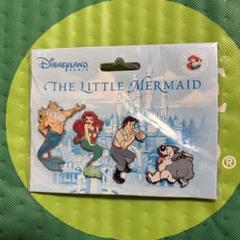 Disneyland
PARIS
THE LITTLE MERMAID